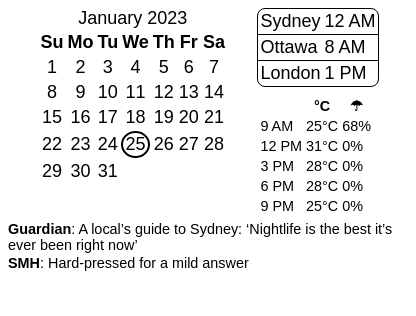 January 2023
Su Mo Tu We Th Fr Sa
1 2 3 4 5 6 7
8 9 10 11 12 13 14
15 16 17 18 19 20 21
22 23 24 25 26 27 28
29 30 31
Sydney 12 AM
Ottawa 8 AM
London 1 PM
°C ☂
9 AM 25°C 68%
12 PM 31°C 0%
3 PM 28°C 0%
6 PM 28°C 0%
9 PM 25°C 0%
Guardian: A local’s guide to Sydney: ‘Nightlife is the best it’s
ever been right now’
SMH: Hard-pressed for a mild answer